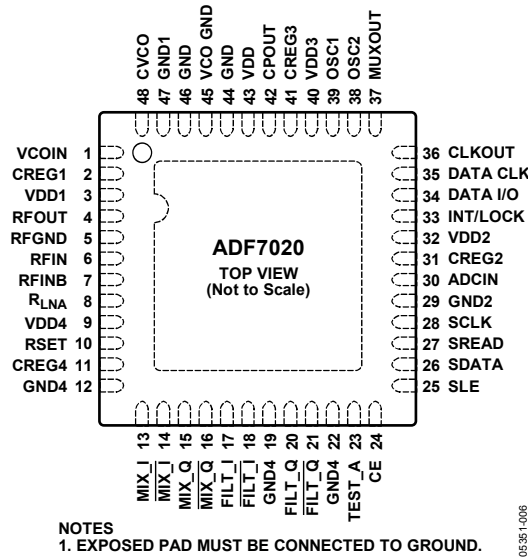 48 CVCO
47 GND1
46 GND
45 VCO GND
44 GND
43 VDD
42 CPOUT
41 CREG3
40 VDD3
39 OSC1
38 OSC2
37 MUXOUT
VCOIN 1
CREG1 2
VDD1 3
RFOUT 4
RFGND 5
RFIN 6
RFINB 7
RLNA 8
VDD4 9
RSET 10
CREG4 11
GND4 12
ADF7020
TOP VIEW
(Not to Scale)
36 CLKOUT
35 DATA CLK
34 DATA I/O
33 INT/LOCK
32 VDD2
31 CREG2
30 ADCIN
29 GND2
28 SCLK
27 SREAD
26 SDATA
25 SLE
MIX_I 13
MIX_I 14
MIX_Q 15
MIX_Q 16
FILT_I 17
FILT_I 18
GND4 19
FILT_Q 20
FILT_Q 21
GND4 22
TEST_A 23
CE 24
NOTES
1. EXPOSED PAD MUST BE CONNECTED TO GROUND.
05351-006